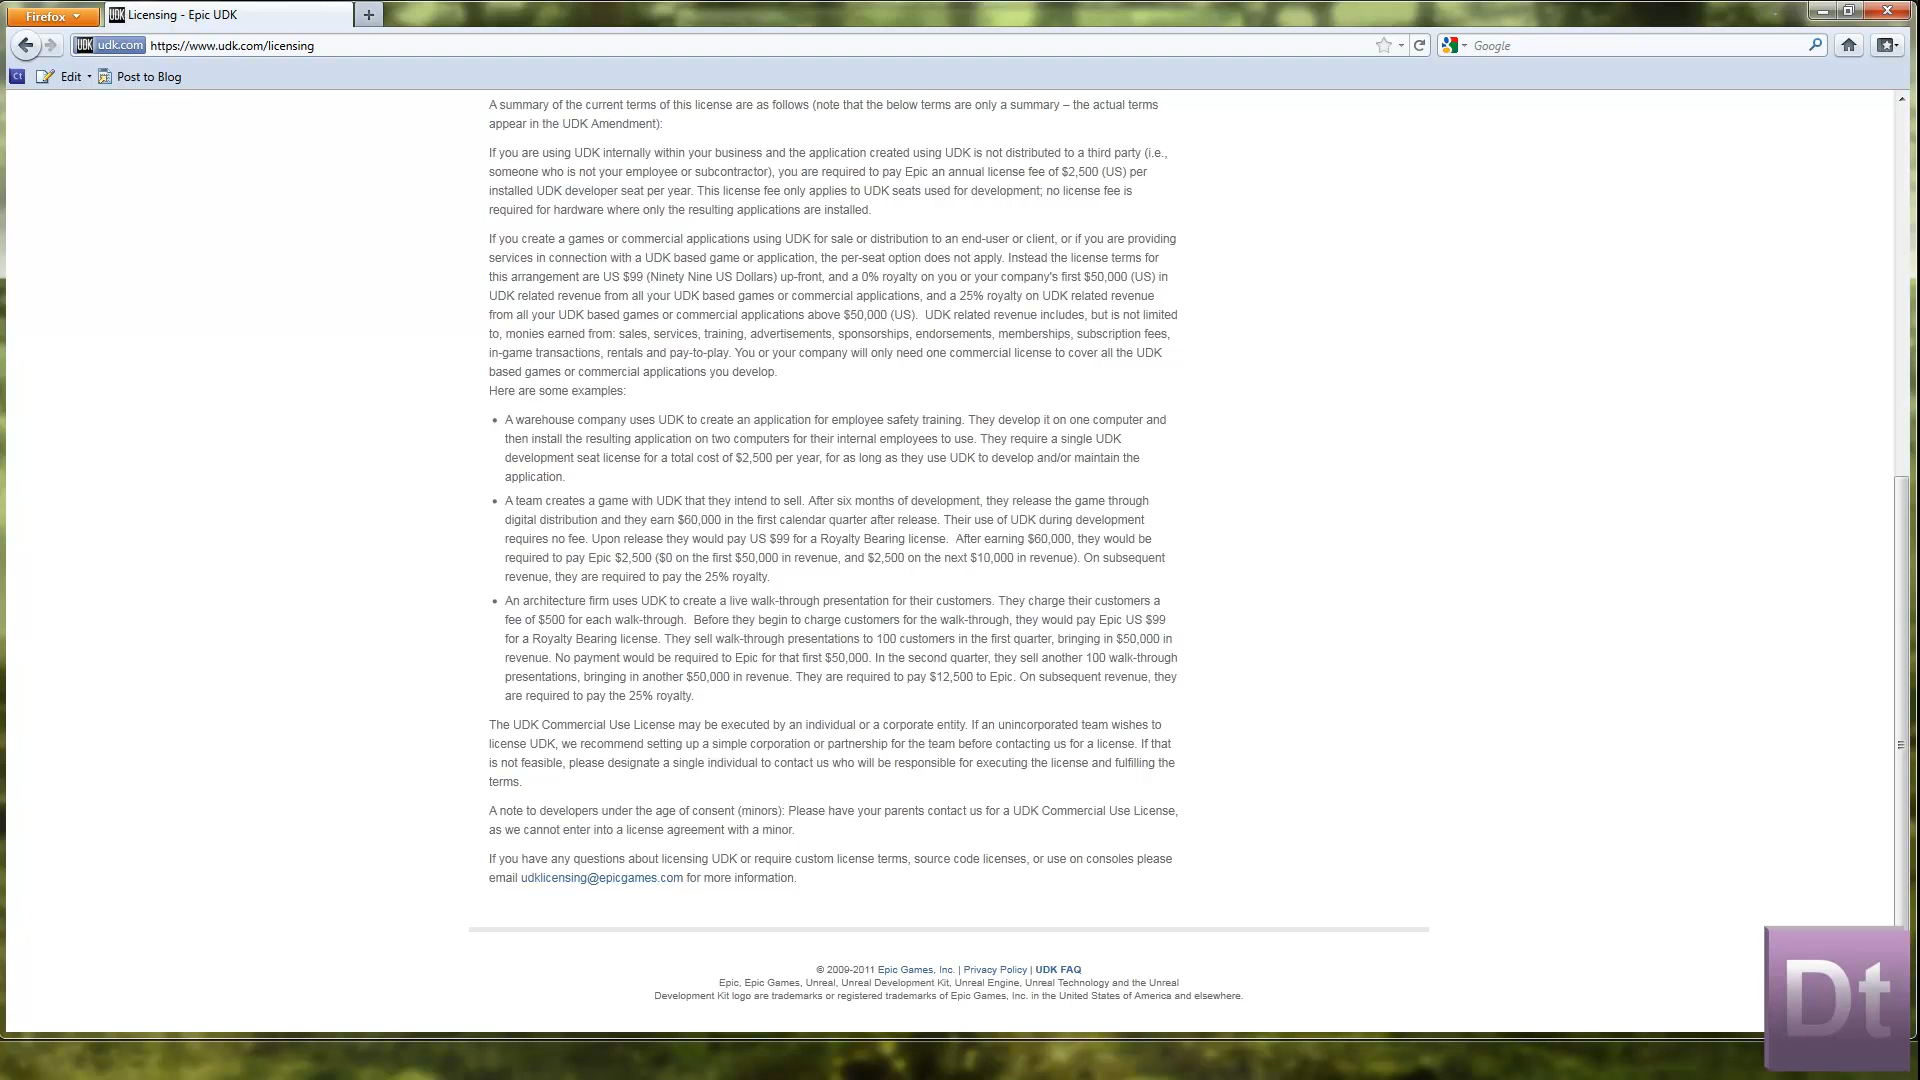 Firefox
UDK Licensing - Epic UDK
UDK udk.com https://www.udk.com/licensing
Google
Ct Edit Post to Blog
A summary of the current terms of this license are as follows (note that the below terms are only a summary – the actual terms
appear in the UDK Amendment):
If you are using UDK internally within your business and the application created using UDK is not distributed to a third party (i.e.,
someone who is not your employee or subcontractor), you are required to pay Epic an annual license fee of $2,500 (US) per
installed UDK developer seat per year. This license fee only applies to UDK seats used for development; no license fee is
required for hardware where only the resulting applications are installed.
If you create a games or commercial applications using UDK for sale or distribution to an end-user or client, or if you are providing
services in connection with a UDK based game or application, the per-seat option does not apply. Instead the license terms for
this arrangement are US $99 (Ninety Nine US Dollars) up-front, and a 0% royalty on you or your company's first $50,000 (US) in
UDK related revenue from all your UDK based games or commercial applications, and a 25% royalty on UDK related revenue
from all your UDK based games or commercial applications above $50,000 (US). UDK related revenue includes, but is not limited
to, monies earned from: sales, services, training, advertisements, sponsorships, endorsements, memberships, subscription fees,
in-game transactions, rentals and pay-to-play. You or your company will only need one commercial license to cover all the UDK
based games or commercial applications you develop.
Here are some examples:
• A warehouse company uses UDK to create an application for employee safety training. They develop it on one computer and
then install the resulting application on two computers for their internal employees to use. They require a single UDK
development seat license for a total cost of $2,500 per year, for as long as they use UDK to develop and/or maintain the
application.
• A team creates a game with UDK that they intend to sell. After six months of development, they release the game through
digital distribution and they earn $60,000 in the first calendar quarter after release. Their use of UDK during development
requires no fee. Upon release they would pay US $99 for a Royalty Bearing license. After earning $60,000, they would be
required to pay Epic $2,500 ($0 on the first $50,000 in revenue, and $2,500 on the next $10,000 in revenue). On subsequent
revenue, they are required to pay the 25% royalty.
• An architecture firm uses UDK to create a live walk-through presentation for their customers. They charge their customers a
fee of $500 for each walk-through. Before they begin to charge customers for the walk-through, they would pay Epic US $99
for a Royalty Bearing license. They sell walk-through presentations to 100 customers in the first quarter, bringing in $50,000 in
revenue. No payment would be required to Epic for that first $50,000. In the second quarter, they sell another 100 walk-through
presentations, bringing in another $50,000 in revenue. They are required to pay $12,500 to Epic. On subsequent revenue, they
are required to pay the 25% royalty.
The UDK Commercial Use License may be executed by an individual or a corporate entity. If an unincorporated team wishes to
license UDK, we recommend setting up a simple corporation or partnership for the team before contacting us for a license. If that
is not feasible, please designate a single individual to contact us who will be responsible for executing the license and fulfilling the
terms.
A note to developers under the age of consent (minors): Please have your parents contact us for a UDK Commercial Use License,
as we cannot enter into a license agreement with a minor.
If you have any questions about licensing UDK or require custom license terms, source code licenses, or use on consoles please
email udklicensing@epicgames.com for more information.
© 2009-2011 Epic Games, Inc. | Privacy Policy | UDK FAQ
Epic, Epic Games, Unreal, Unreal Development Kit, Unreal Engine, Unreal Technology and the Unreal
Development Kit logo are trademarks or registered trademarks of Epic Games, Inc. in the United States of America and elsewhere.
Dt